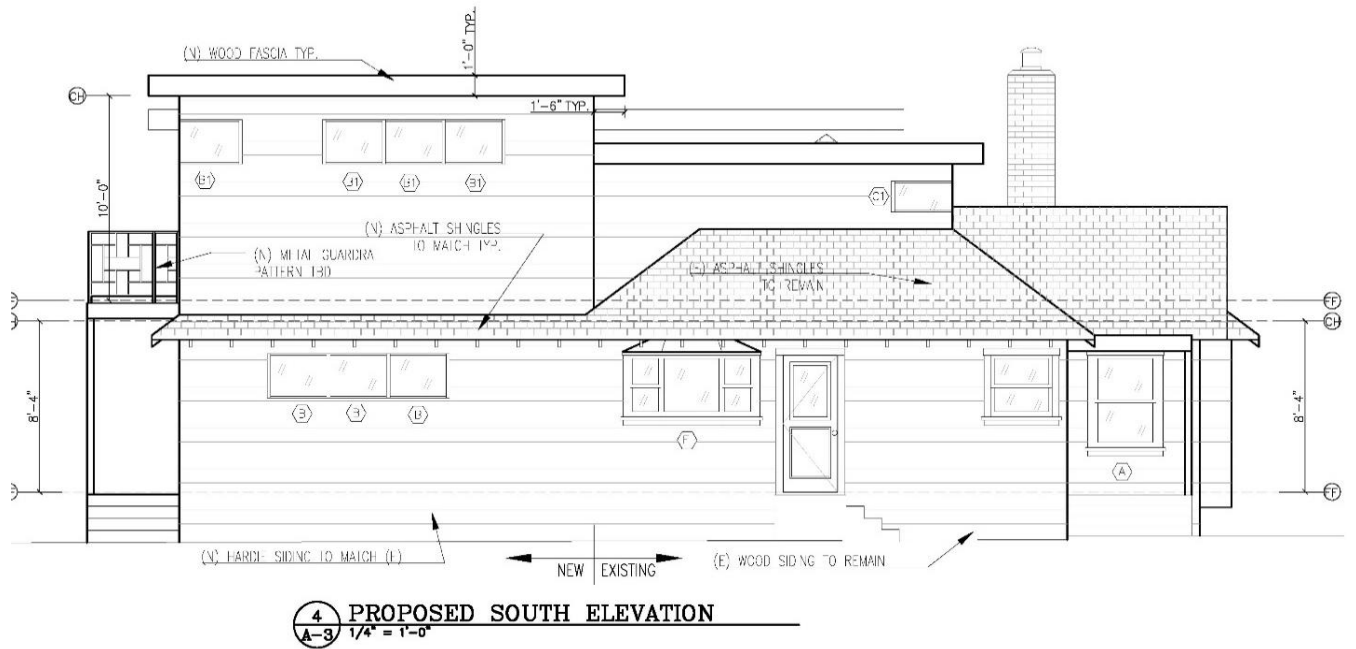 (N) WOOD FASCIA TYP.
1'-0" TYP.
CH
1'-6" TYP.
B1
B1
B1
B1
C1
10'-0"
(N) ASPHALT SHINGLES
TO MATCH TYP.
(N) METAL GUARDRA
PATTERN TBD
(E) ASPHALT SHINGLES
TO REMAIN
FF
CH
8'-4"
B
B
B
F
A
8'-4"
FF
(N) HARDIE SIDING TO MATCH (E)
NEW
EXISTING
(E) WOOD SIDING TO REMAIN
4
A-3
PROPOSED SOUTH ELEVATION
1/4" = 1'-0"